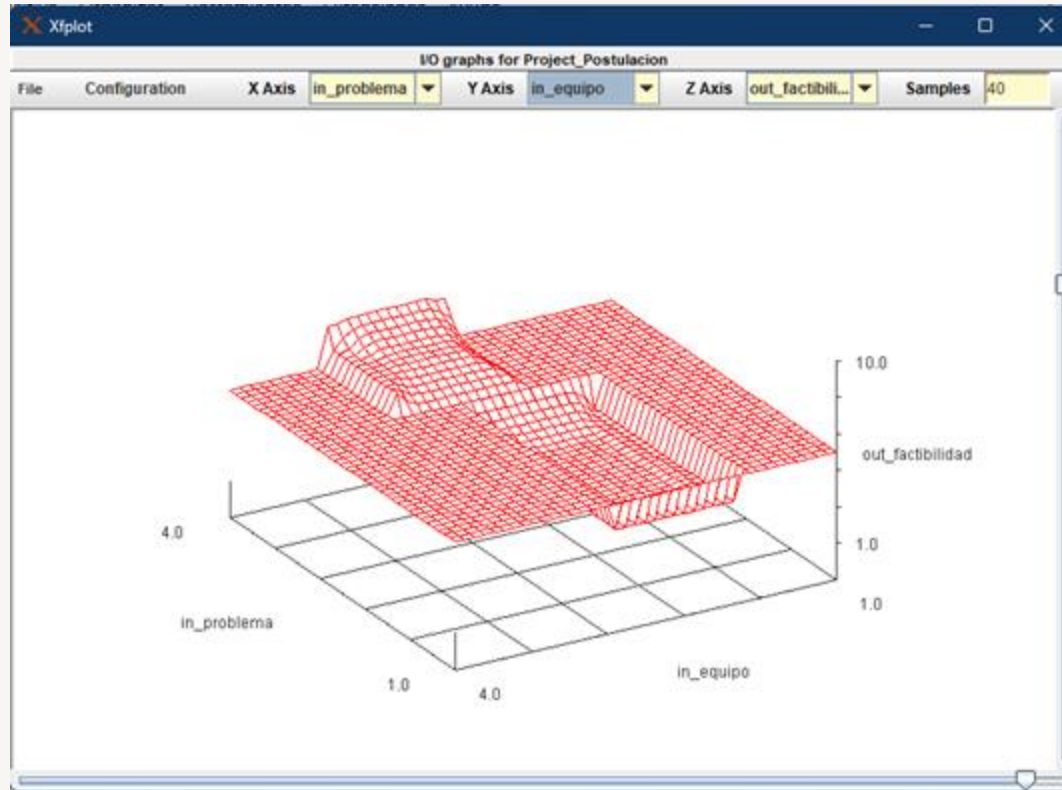 Xfplot
I/O graphs for Project_Postulacion
File Configuration X Axis in_problema Y Axis in_equipo Z Axis out_factibili... Samples 40
10.0
out_factibilidad
4.0
1.0
1.0
in_problema
in_equipo
1.0
4.0